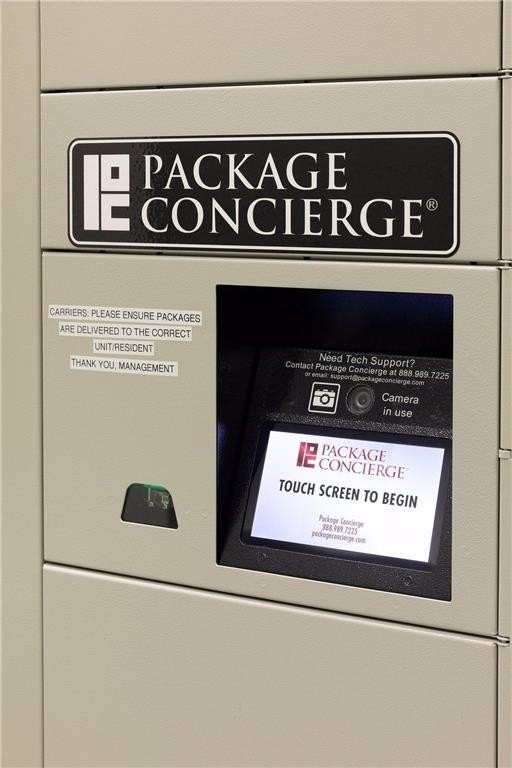 PACKAGE
CONCIERGE®
CARRIERS: PLEASE ENSURE PACKAGES
ARE DELIVERED TO THE CORRECT
UNIT/RESIDENT
THANK YOU, MANAGEMENT
Need Tech Support?
Contact Package Concierge at 888.989.7225
or email: support@packageconcierge.com
Camera
in use
PACKAGE
CONCIERGE
TOUCH SCREEN TO BEGIN
Package Concierge
888.989.7225
packageconcierge.com